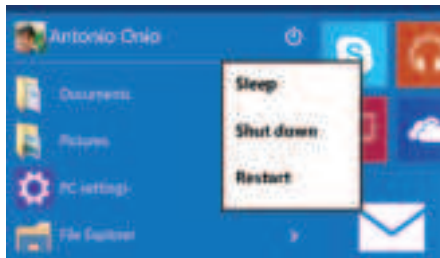 Antonio Onio
Documents
Sleep
Pictures
Shut down
PC settings
Restart
File Explorer